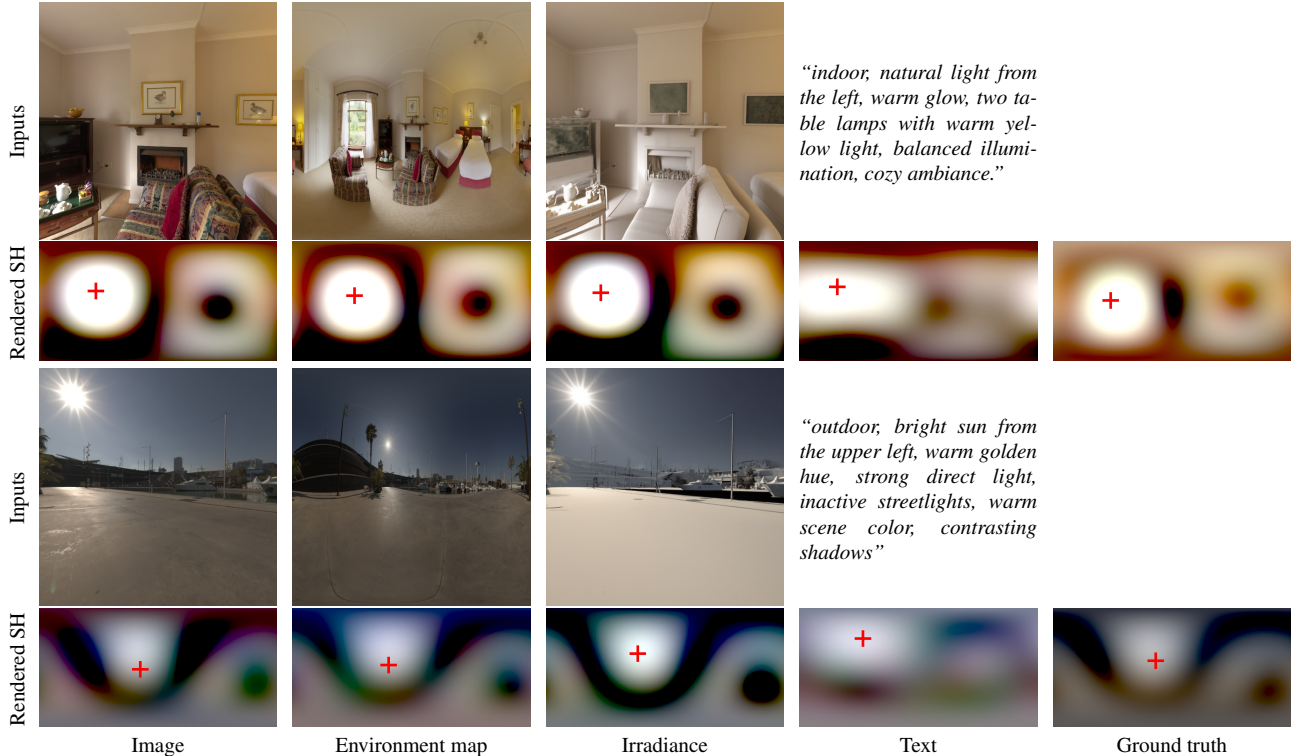 Inputs
“indoor, natural light from
the left, warm glow, two ta-
ble lamps with warm yel-
low light, balanced illumi-
nation, cozy ambiance.”
Rendered SH
Inputs
“outdoor, bright sun from
the upper left, warm golden
hue, strong direct light,
inactive streetlights, warm
scene color, contrasting
shadows”
Rendered SH
Image
Environment map
Irradiance
Text
Ground truth